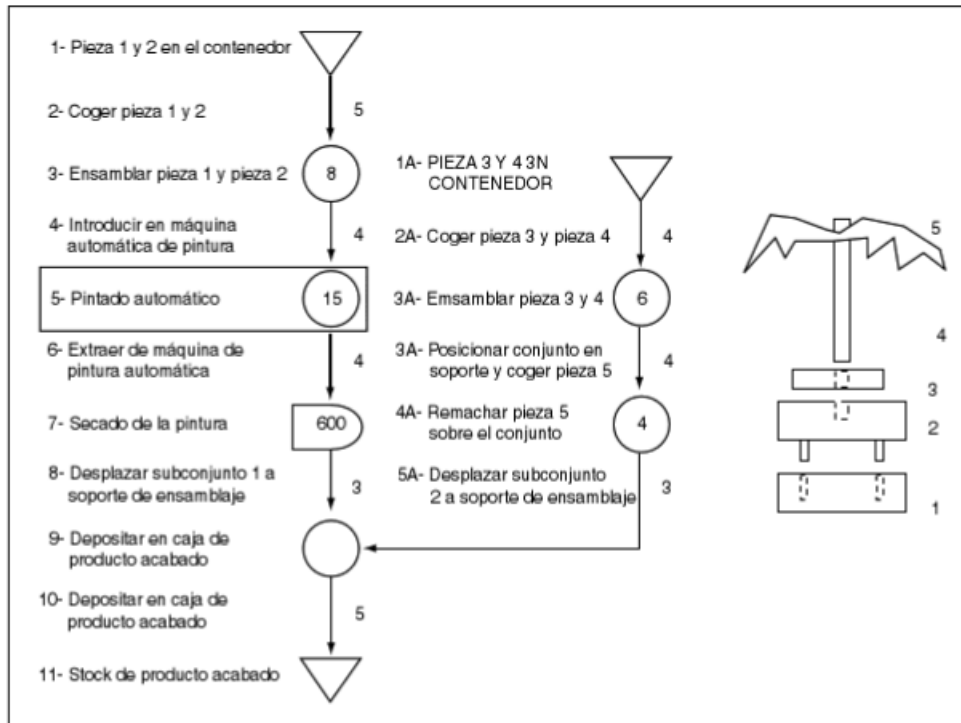 1- Pieza 1 y 2 en el contenedor
5
2- Coger pieza 1 y 2
3- Ensamblar pieza 1 y pieza 2
8
4- Introducir en máquina
automática de pintura
4
5- Pintado automático
15
6- Extraer de máquina de
pintura automática
4
7- Secado de la pintura
600
8- Desplazar subconjunto 1 a
soporte de ensamblaje
3
9- Depositar en caja de
producto acabado
10- Depositar en caja de
producto acabado
5
11- Stock de producto acabado
1A- PIEZA 3 Y 4 3N
CONTENEDOR
2A- Coger pieza 3 y pieza 4
4
3A- Emsamblar pieza 3 y 4
6
3A- Posicionar conjunto en
soporte y coger pieza 5
4
4A- Remachar pieza 5
sobre el conjunto
4
5A- Desplazar subconjunto
2 a soporte de ensamblaje
3
5
4
3
2
1